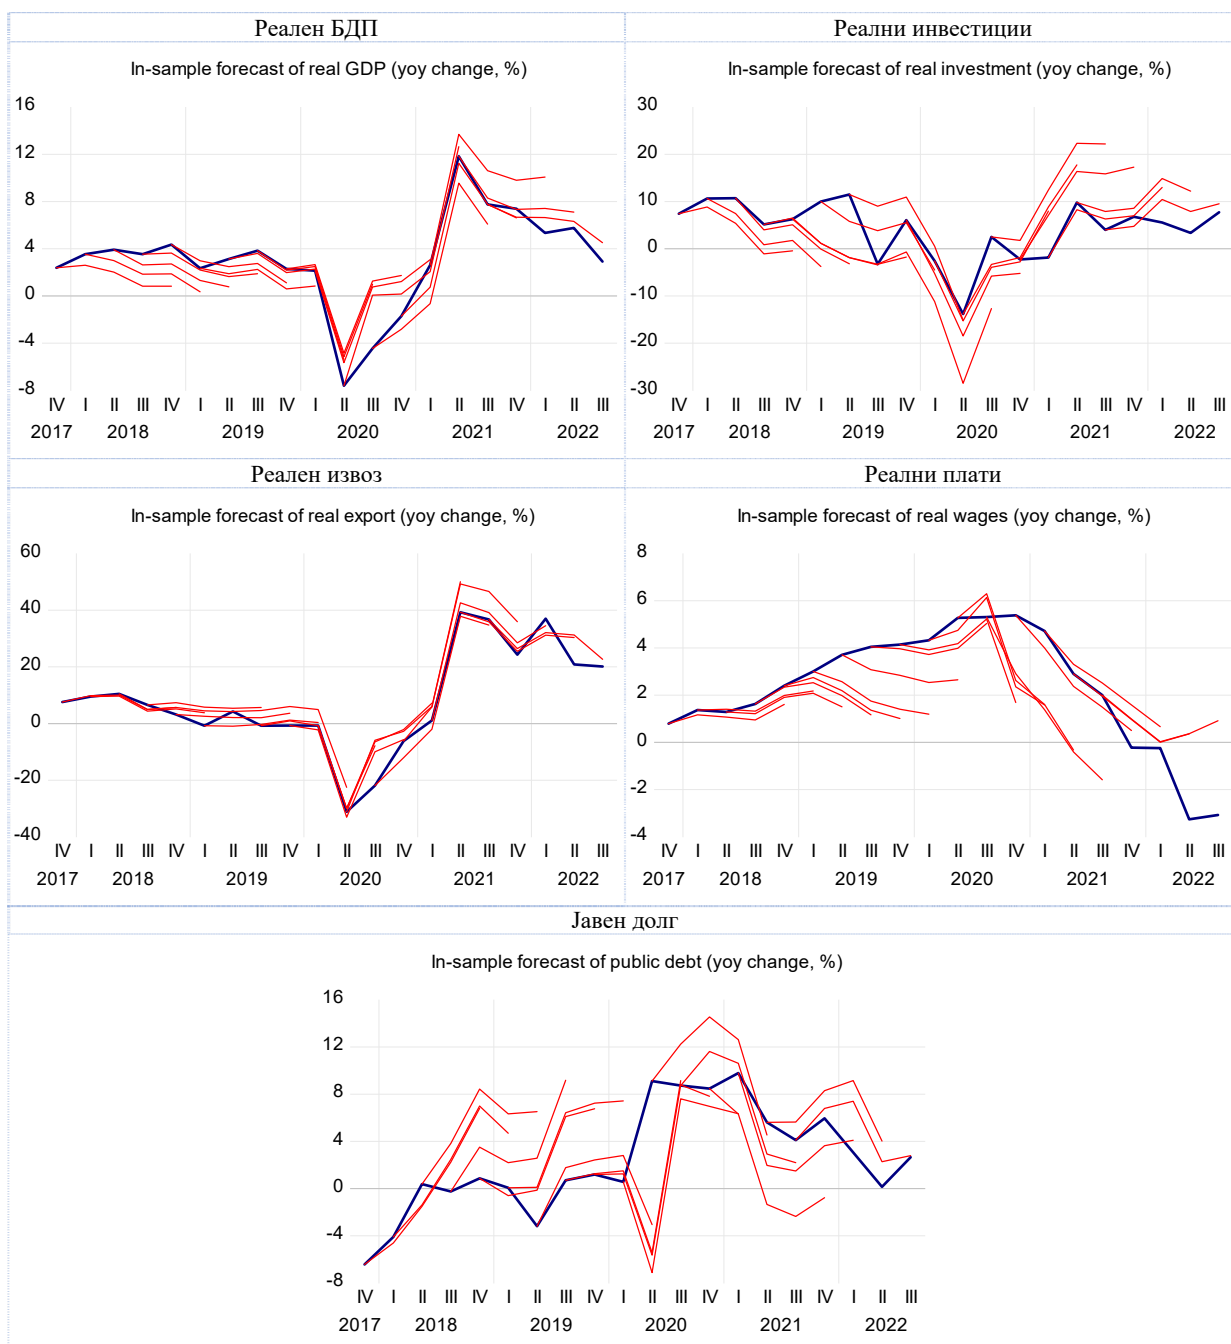 Реален БДП
Реални инвестиции
In-sample forecast of real GDP (yoy change, %)
In-sample forecast of real investment (yoy change, %)
16
12
8
4
0
-4
-8
IV I II III IV I II III IV I II III IV I II III IV I II III
2017 2018 2019 2020 2021 2022
30
20
10
0
-10
-20
-30
IV I II III IV I II III IV I II III IV I II III IV I II III
2017 2018 2019 2020 2021 2022
Реален извоз
Реални плати
In-sample forecast of real export (yoy change, %)
In-sample forecast of real wages (yoy change, %)
60
40
20
0
-20
-40
IV I II III IV I II III IV I II III IV I II III IV I II III
2017 2018 2019 2020 2021 2022
8
6
4
2
0
-2
-4
IV I II III IV I II III IV I II III IV I II III IV I II III
2017 2018 2019 2020 2021 2022
Јавен долг
In-sample forecast of public debt (yoy change, %)
16
12
8
4
0
-4
-8
IV I II III IV I II III IV I II III IV I II III IV I II III
2017 2018 2019 2020 2021 2022